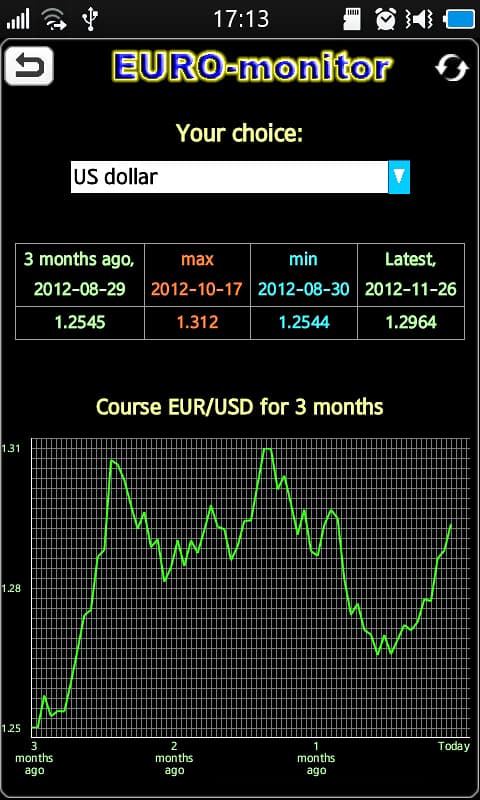 17:13
EURO-monitor
Your choice:
US dollar
3 months ago, max min Latest,
2012-08-29 2012-10-17 2012-08-30 2012-11-26
1.2545 1.312 1.2544 1.2964
Course EUR/USD for 3 months
1.31
1.28
1.25
3 2 1 Today
months months months
ago ago ago